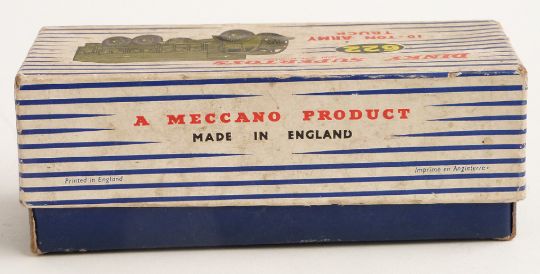 DINKY SUPERTOYS
622
10 TON ARMY
TRUCK
A MECCANO PRODUCT
MADE IN ENGLAND
Printed in England
Imprimé en Angleterre